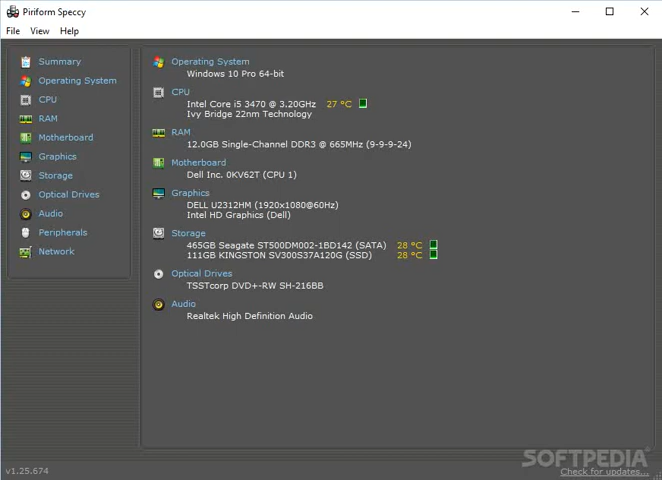 Piriform Speccy
File View Help
Summary
Operating System
CPU
RAM
Motherboard
Graphics
Storage
Optical Drives
Audio
Peripherals
Network
Operating System
Windows 10 Pro 64-bit
CPU
Intel Core i5 3470 @ 3.20GHz 27 °C
Ivy Bridge 22nm Technology
RAM
12.0GB Single-Channel DDR3 @ 665MHz (9-9-9-24)
Motherboard
Dell Inc. 0KV62T (CPU 1)
Graphics
DELL U2312HM (1920x1080@60Hz)
Intel HD Graphics (Dell)
Storage
465GB Seagate ST500DM002-1BD142 (SATA) 28 °C
111GB KINGSTON SV300S37A120G (SSD) 28 °C
Optical Drives
TSSTcorp DVD+-RW SH-216BB
Audio
Realtek High Definition Audio
SOFTPEDIA
v1.25.674
Check for updates...